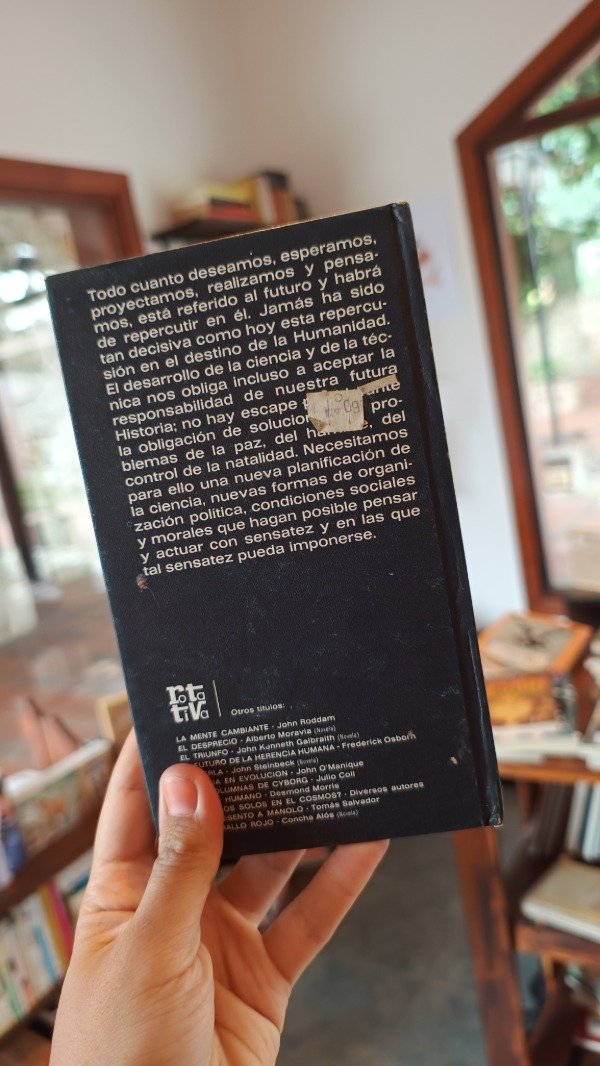 Todo cuanto deseamos, esperamos,
proyectamos, realizamos y pensa-
mos, está referido al futuro y habrá
de repercutir en él. Jamás ha sido
tan decisiva como hoy esta repercu-
sión en el destino de la Humanidad.
El desarrollo de la ciencia y de la téc-
nica nos obliga incluso a aceptar la
responsabilidad de nuestra futura
Historia: no hay escape
la obligación de pro-
blemas de la paz, del del
control de la natalidad. Necesitamos
para ello una nueva planificación de
la ciencia, nuevas formas de organi-
zación política, condiciones sociales
y morales que hagan posible pensar
y actuar con sensatez y en las que
tal sensatez pueda imponerse.
rotativa
Otros títulos:
LA MENTE CAMBIANTE - John Roddam
EL DESPRECIO - Alberto Moravia (Novela)
EL TRIUNFO - John Kenneth Galbraith (Novela)
FUTURO DE LA HERENCIA HUMANA - Frederick Osborn
John Steinbeck (Novela)
EN EVOLUCION - John O'Manique
COLUMNAS DE CYBORG - Julio Coll
HUMANO - Desmond Morris
SOLOS EN EL COSMOS? - Diversos autores
A MANOLO - Tomás Salvador
ROJO - Concha Alós (Novela)